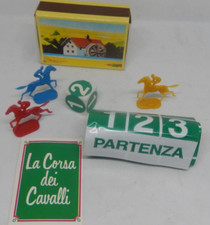 1 2
1 2 3
PARTENZA
La Corsa
dei
Cavalli